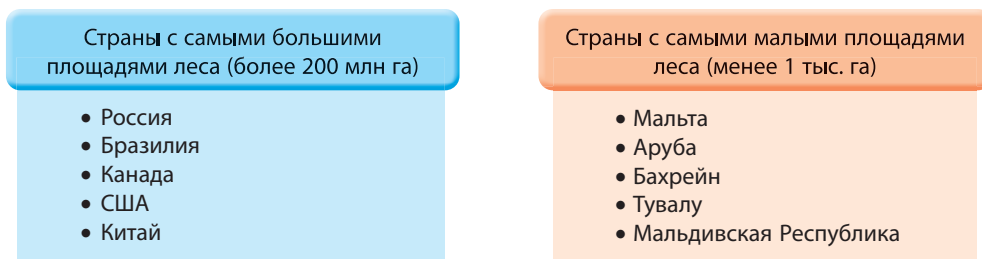 Страны с самыми большими
площадями леса (более 200 млн га)
• Россия
• Бразилия
• Канада
• США
• Китай
Страны с самыми малыми площадями
леса (менее 1 тыс. га)
• Мальта
• Аруба
• Бахрейн
• Тувалу
• Мальдивская Республика